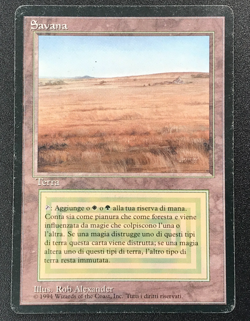 Savana
Terra
: Aggiunge o o alla tua riserva di mana.
Conta sia come pianura che come foresta e viene
influenzata da magie che colpiscono l'una o
l'altra. Se una magia distrugge uno di questi tipi
di terra questa viene distrutta; se una magia
altera uno di questi tipi di terra, l'altro tipo di
terra resta immutata.
Illus. Rob Alexander
© 1994 Wizards of the Coast, Inc. Tutti i diritti riservati